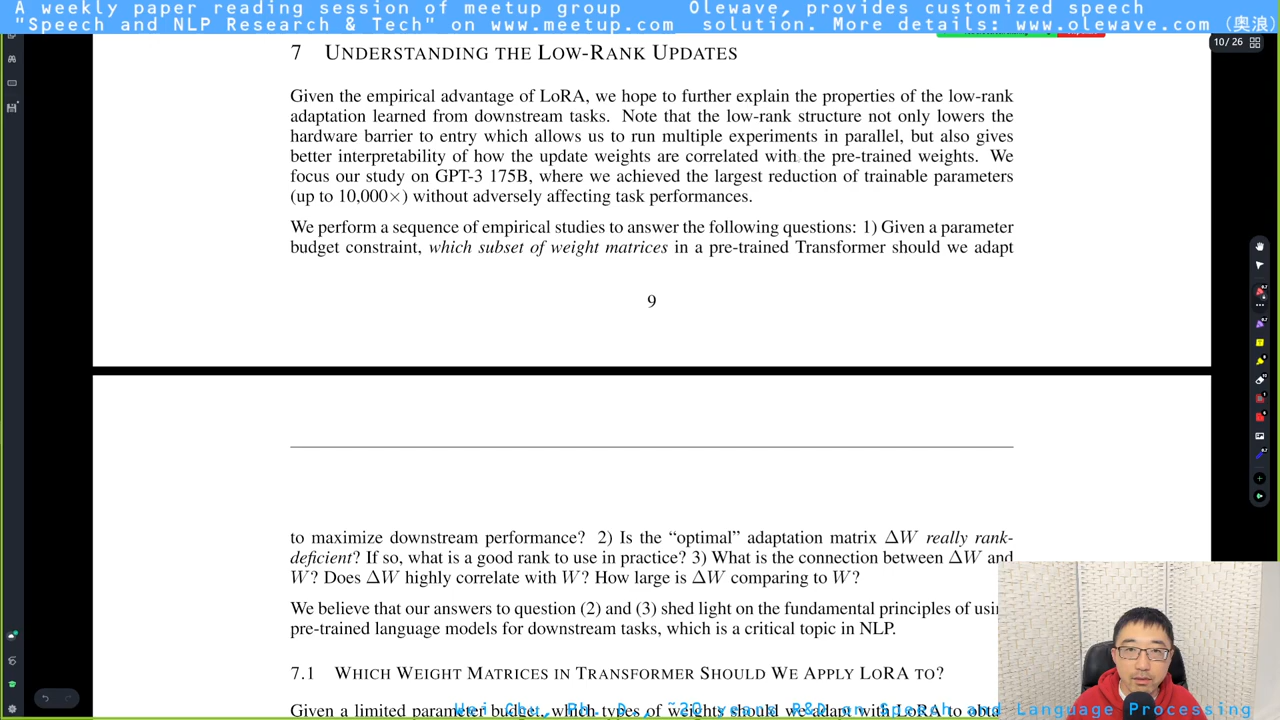 A weekly paper reading session of meetup group
"Speech and NLP Research & Tech" on www.meetup.com
Olewave, provides customized speech
solution. More details: www.olewave.com (奥浪)
10 / 26
7 UNDERSTANDING THE LOW-RANK UPDATES
Given the empirical advantage of LoRA, we hope to further explain the properties of the low-rank
adaptation learned from downstream tasks. Note that the low-rank structure not only lowers the
hardware barrier to entry which allows us to run multiple experiments in parallel, but also gives
better interpretability of how the update weights are correlated with the pre-trained weights. We
focus our study on GPT-3 175B, where we achieved the largest reduction of trainable parameters
(up to 10,000×) without adversely affecting task performances.
We perform a sequence of empirical studies to answer the following questions: 1) Given a parameter
budget constraint, which subset of weight matrices in a pre-trained Transformer should we adapt
9
to maximize downstream performance? 2) Is the “optimal” adaptation matrix ΔW really rank-
deficient? If so, what is a good rank to use in practice? 3) What is the connection between ΔW and
W? Does ΔW highly correlate with W? How large is ΔW comparing to W?
We believe that our answers to question (2) and (3) shed light on the fundamental principles of
pre-trained language models for downstream tasks, which is a critical topic in NLP.
7.1 WHICH WEIGHT MATRICES IN TRANSFORMER SHOULD WE APPLY LORA TO?
Given a limited parameter budget, which types of weights should we adapt with LoRA to
Wei Chu, Ph. D., ~20 years R&D on Speech and Language Processing